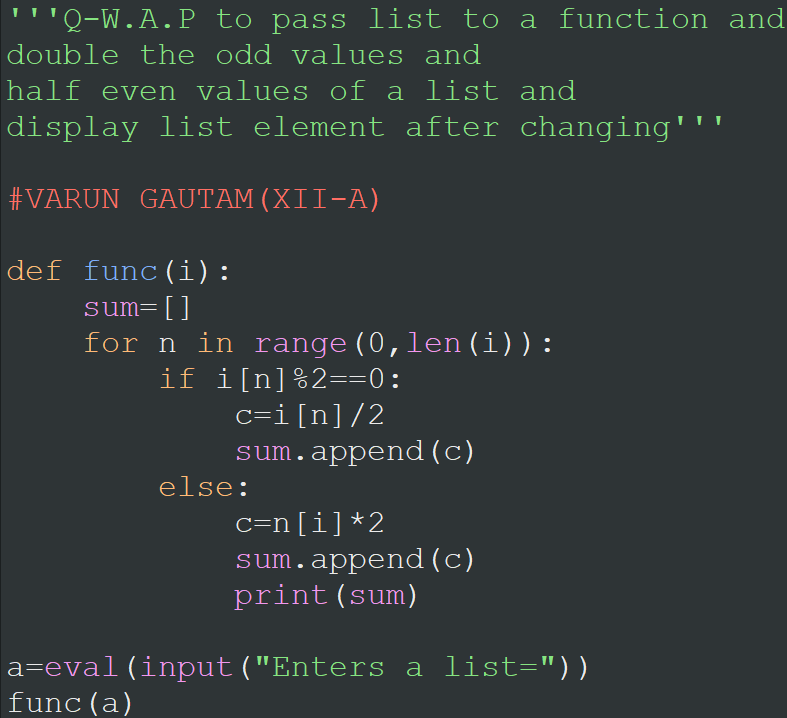 '''Q-W.A.P to pass list to a function and
double the odd values and
half even values of a list and
display list element after changing'''
#VARUN GAUTAM(XII-A)
def func(i):
    sum=[]
    for n in range(0,len(i)):
        if i[n]%2==0:
            c=i[n]/2
            sum.append(c)
        else:
            c=n[i]*2
            sum.append(c)
            print(sum)
a=eval(input("Enters a list="))
func(a)